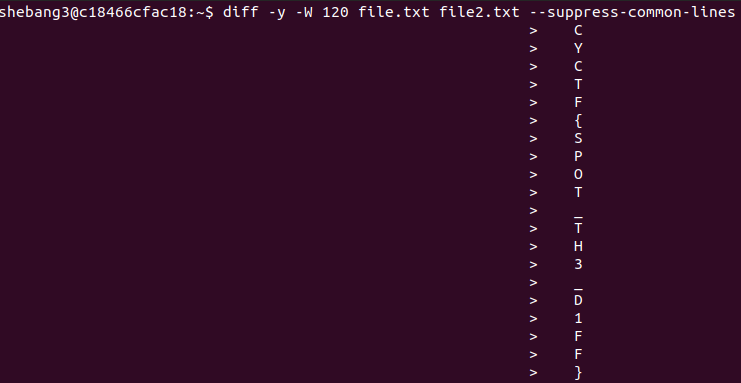 shebang3@c18466cfac18:~$ diff -y -W 120 file.txt file2.txt --suppress-common-lines
> C
> Y
> C
> T
> F
> {
> S
> P
> O
> T
> _
> T
> H
> 3
> _
> D
> 1
> F
> F
> }